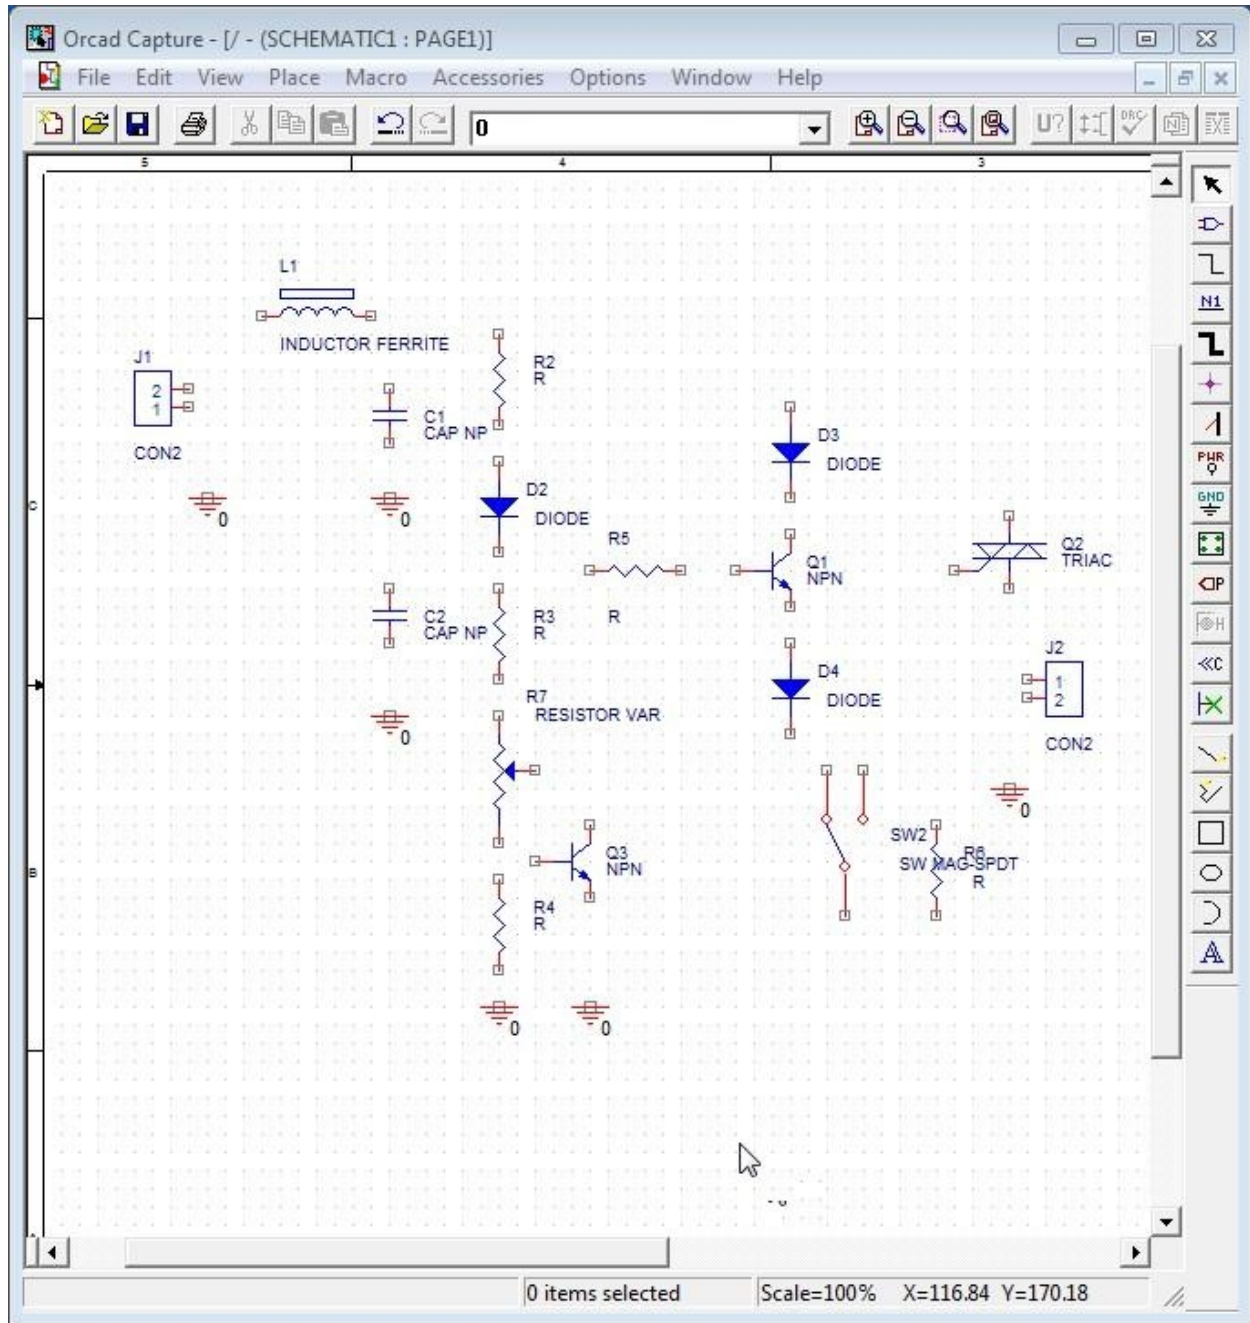 Orcad Capture - [/ - (SCHEMATIC1 : PAGE1)]
File Edit View Place Macro Accessories Options Window Help
0
U?
DRC
N
5 4 3
N1
PWR
GND
P
H
«C
A
C
B
L1
INDUCTOR FERRITE
J1
2
1
CON2
R2
R
C1
CAP NP
D3
DIODE
D2
DIODE
0
0
R5
R
Q1
NPN
Q2
TRIAC
C2
CAP NP
R3
R
J2
1
2
CON2
D4
DIODE
R7
RESISTOR VAR
0
0
SW2
SW MAG-SPDT
R6
R
Q3
NPN
R4
R
0
0
0 items selected
Scale=100% X=116.84 Y=170.18